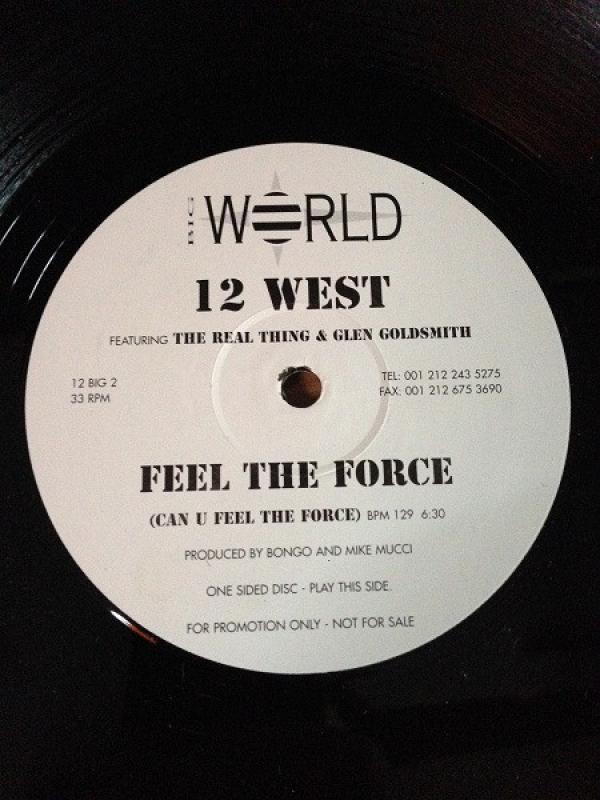 BIG WORLD
12 WEST
FEATURING THE REAL THING & GLEN GOLDSMITH
12 BIG 2
33 RPM
TEL: 001 212 243 5275
FAX: 001 212 675 3690
FEEL THE FORCE
(CAN U FEEL THE FORCE) BPM 129 6:30
PRODUCED BY BONGO AND MIKE MUCCI
ONE SIDED DISC - PLAY THIS SIDE.
FOR PROMOTION ONLY - NOT FOR SALE